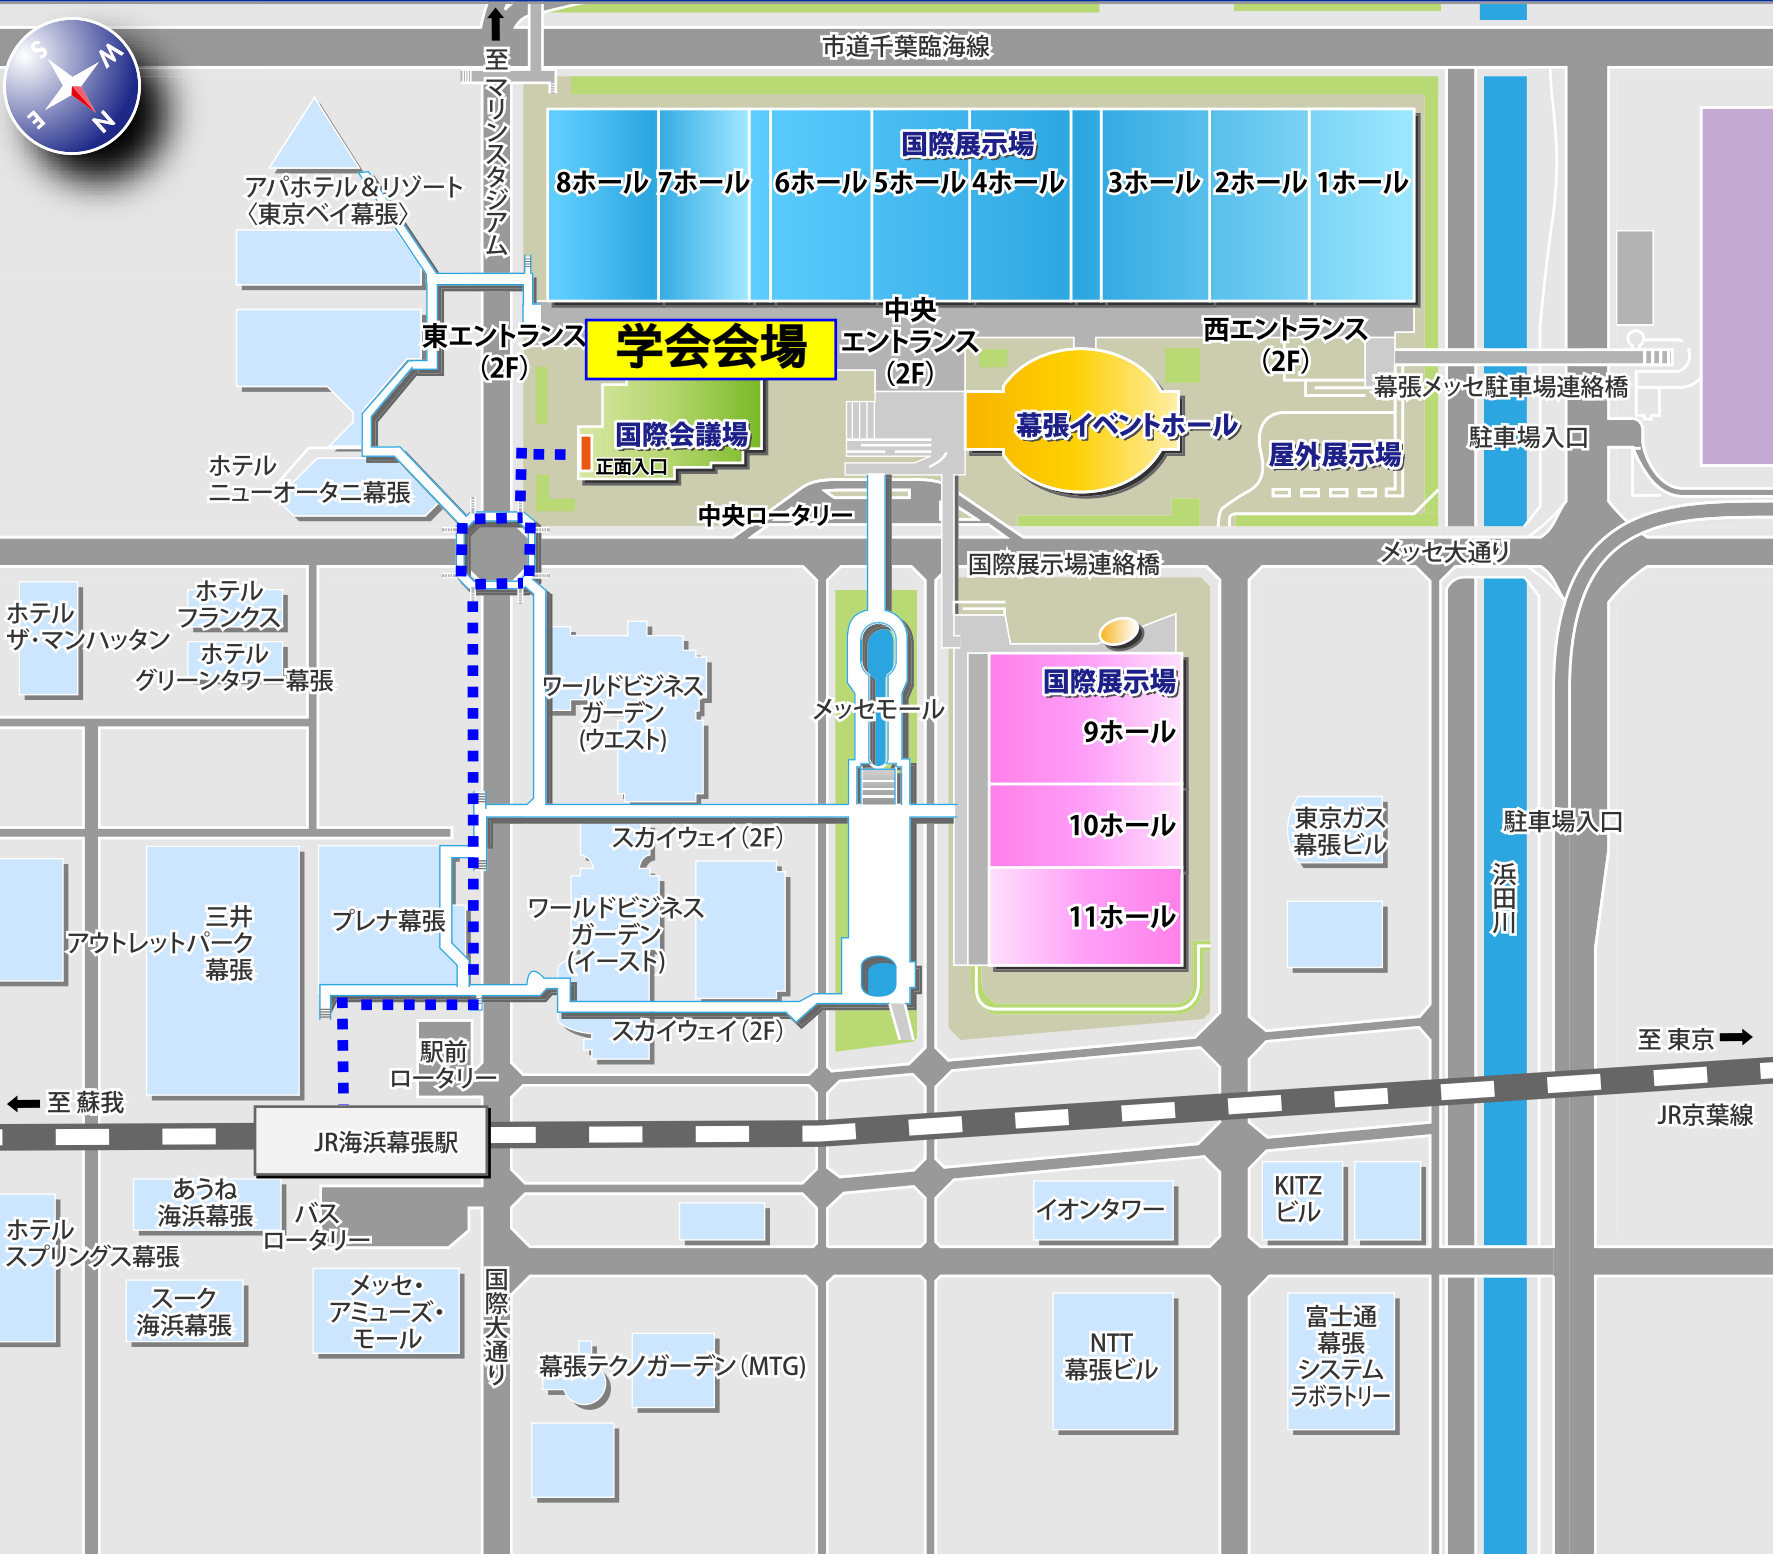 市道千葉臨海線
S
W
E
N
至 マリンスタジアム
国際展示場
8ホール
7ホール
6ホール
5ホール
4ホール
3ホール
2ホール
1ホール
アパホテル&リゾート
〈東京ベイ幕張〉
東エントランス
(2F)
学会会場
中央
エントランス
(2F)
西エントランス
(2F)
幕張メッセ駐車場連絡橋
駐車場入口
国際会議場
正面入口
幕張イベントホール
屋外展示場
ホテル
ニューオータニ幕張
中央ロータリー
メッセ大通り
国際展示場連絡橋
ホテル
ザ・マンハッタン
ホテル
フランクス
ホテル
グリーンタワー幕張
ワールドビジネス
ガーデン
(ウエスト)
メッセモール
国際展示場
9ホール
10ホール
11ホール
スカイウェイ(2F)
東京ガス
幕張ビル
駐車場入口
浜田川
三井
アウトレットパーク
幕張
プレナ幕張
ワールドビジネス
ガーデン
(イースト)
スカイウェイ(2F)
駅前
ロータリー
至 東京
至 蘇我
JR海浜幕張駅
JR京葉線
あうね
海浜幕張
バス
ロータリー
ホテル
スプリングス幕張
イオンタワー
KITZ
ビル
スーク
海浜幕張
メッセ・
アミューズ・
モール
国際大通り
幕張テクノガーデン(MTG)
NTT
幕張ビル
富士通
幕張
システム
ラボラトリー